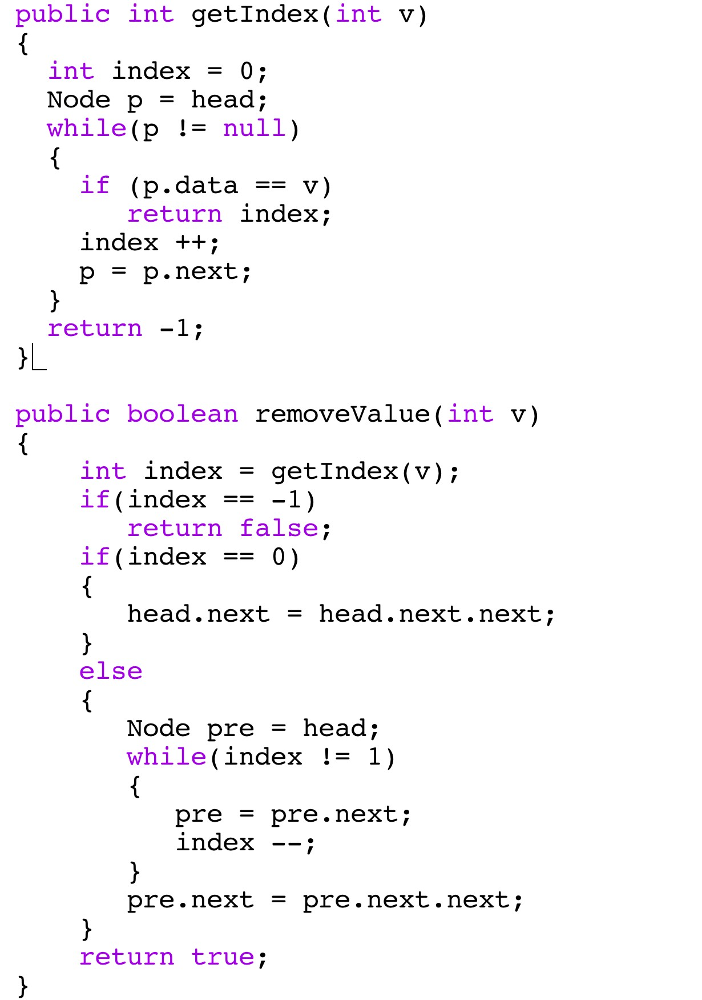 public int getIndex(int v)
{
int index = 0;
Node p = head;
while(p != null)
{
if (p.data == v)
return index;
index ++;
p = p.next;
}
return -1;
}
public boolean removeValue(int v)
{
int index = getIndex(v);
if(index == -1)
return false;
if(index == 0)
{
head.next = head.next.next;
}
else
{
Node pre = head;
while(index != 1)
{
pre = pre.next;
index --;
}
pre.next = pre.next.next;
}
return true;
}